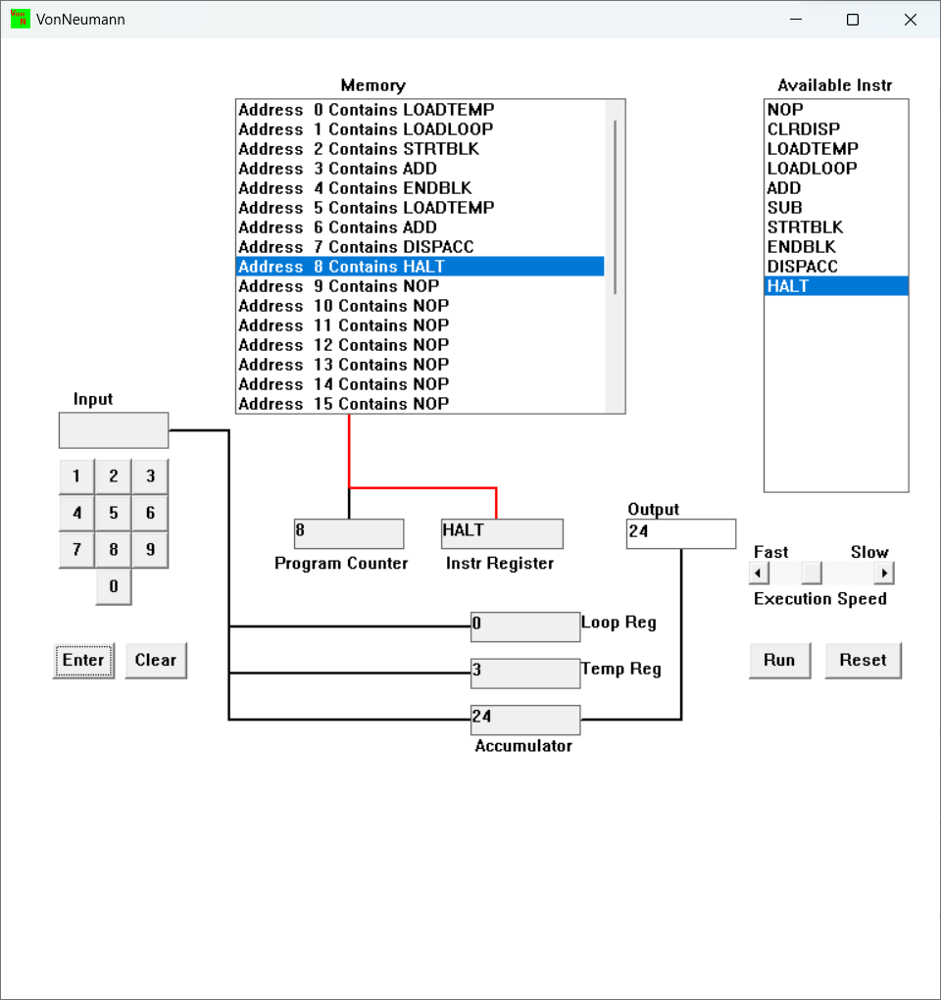 VonNeumann
Memory
Address 0 Contains LOADTEMP
Address 1 Contains LOADLOOP
Address 2 Contains STRTBLK
Address 3 Contains ADD
Address 4 Contains ENDBLK
Address 5 Contains LOADTEMP
Address 6 Contains ADD
Address 7 Contains DISPACC
Address 8 Contains HALT
Address 9 Contains NOP
Address 10 Contains NOP
Address 11 Contains NOP
Address 12 Contains NOP
Address 13 Contains NOP
Address 14 Contains NOP
Address 15 Contains NOP
Available Instr
NOP
CLRDISP
LOADTEMP
LOADLOOP
ADD
SUB
STRTBLK
ENDBLK
DISPACC
HALT
Input
1 2 3
4 5 6
7 8 9
0
Enter Clear
8
Program Counter
HALT
Instr Register
Output
24
Fast Slow
Execution Speed
0 Loop Reg
3 Temp Reg
24
Accumulator
Run Reset